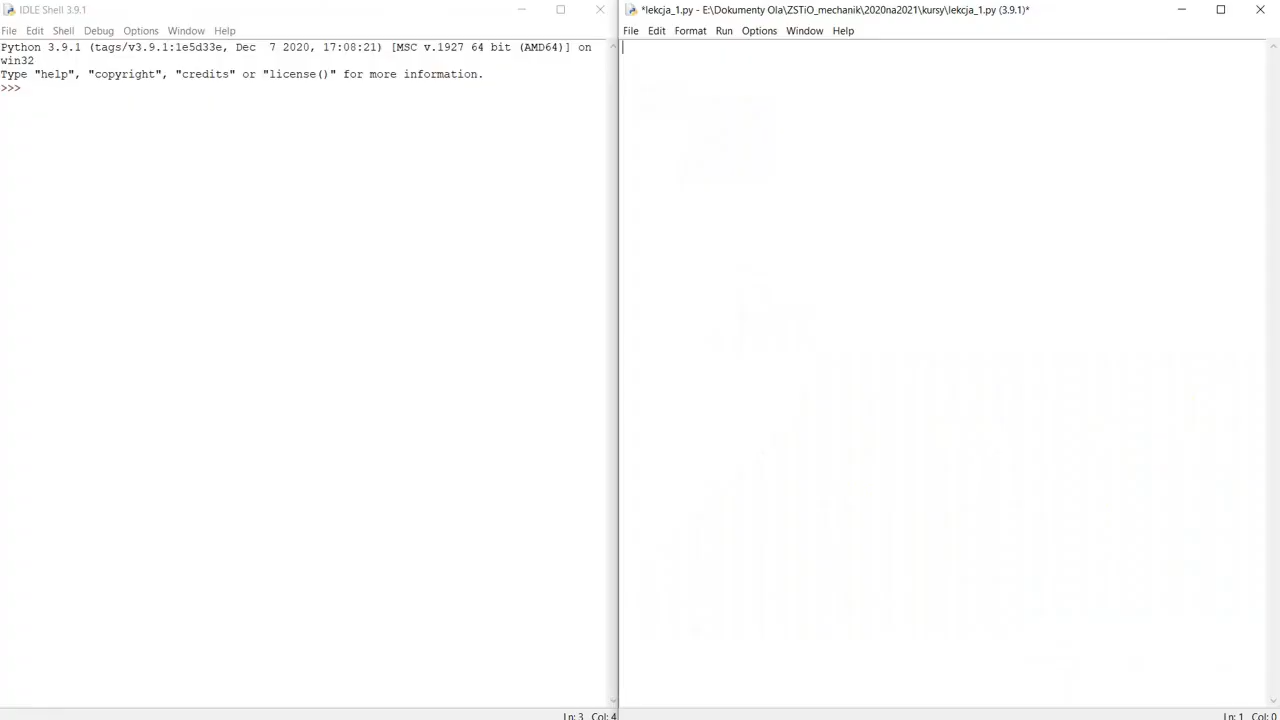 IDLE Shell 3.9.1
File Edit Shell Debug Options Window Help
Python 3.9.1 (tags/v3.9.1:1e5d33e, Dec  7 2020, 17:08:21) [MSC v.1927 64 bit (AMD64)] on
win32
Type "help", "copyright", "credits" or "license()" for more information.
>>>
Ln: 3 Col: 4
*lekcja_1.py - E:\Dokumenty Ola\ZSTiO_mechanik\2020na2021\kursy\lekcja_1.py (3.9.1)*
File Edit Format Run Options Window Help
Ln: 1 Col: 0